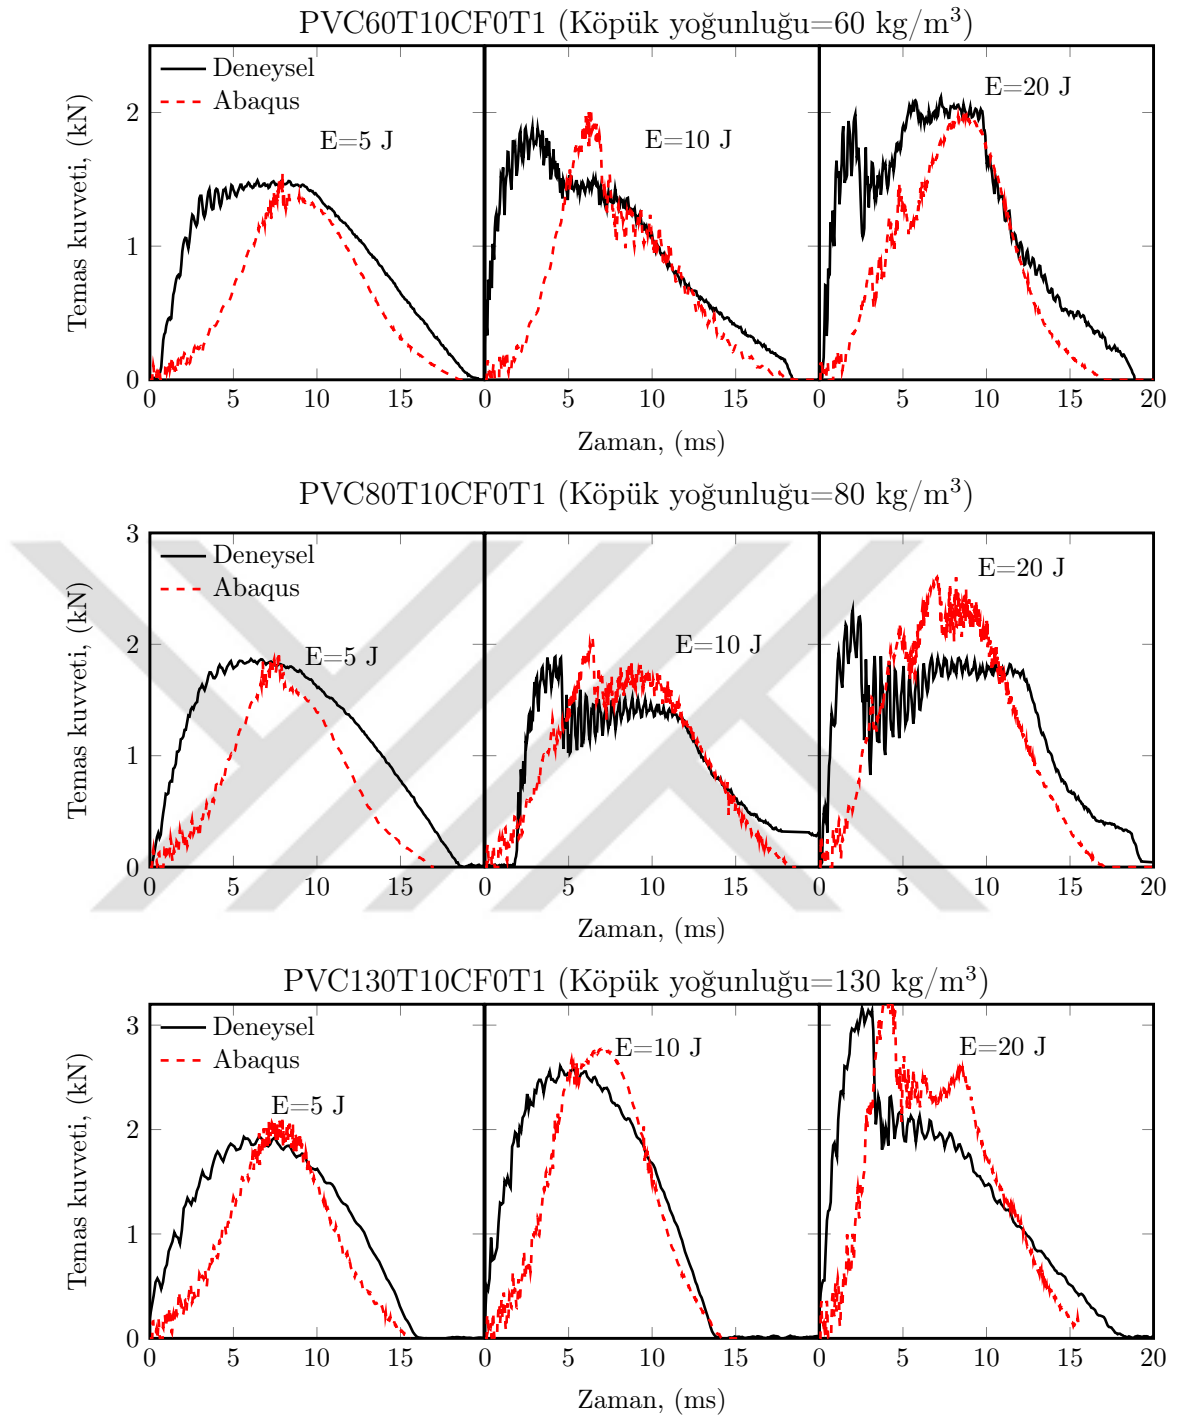 PVC60T10CF0T1 (Köpük yoğunluğu=60 kg/m³)
Deneysel
Abaqus
E=5 J
E=10 J
E=20 J
Temas kuvveti, (kN)
2
1
0
0 5 10 15 0 5 10 15 0 5 10 15 20
Zaman, (ms)
PVC80T10CF0T1 (Köpük yoğunluğu=80 kg/m³)
Deneysel
Abaqus
E=5 J
E=10 J
E=20 J
Temas kuvveti, (kN)
3
2
1
0
0 5 10 15 0 5 10 15 0 5 10 15 20
Zaman, (ms)
PVC130T10CF0T1 (Köpük yoğunluğu=130 kg/m³)
Deneysel
Abaqus
E=5 J
E=10 J
E=20 J
Temas kuvveti, (kN)
3
2
1
0
0 5 10 15 0 5 10 15 0 5 10 15 20
Zaman, (ms)